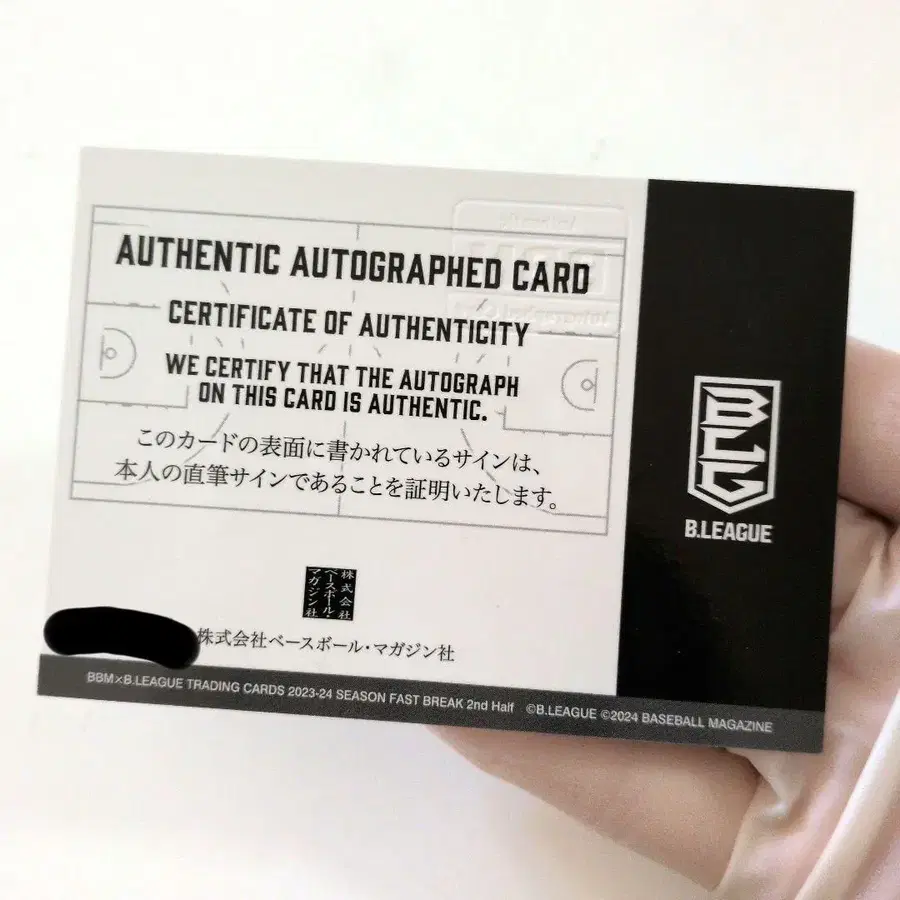 AUTHENTIC AUTOGRAPHED CARD
CERTIFICATE OF AUTHENTICITY
WE CERTIFY THAT THE AUTOGRAPH
ON THIS CARD IS AUTHENTIC.
このカードの表面に書かれているサインは、
本人の直筆サインであることを証明いたします。
株式会社
ベースボール・
マガジン社
株式会社ベースボール・マガジン社
B.LEAGUE
BBM×B.LEAGUE TRADING CARDS 2023-24 SEASON FAST BREAK 2nd Half ©B.LEAGUE ©2024 BASEBALL MAGAZINE